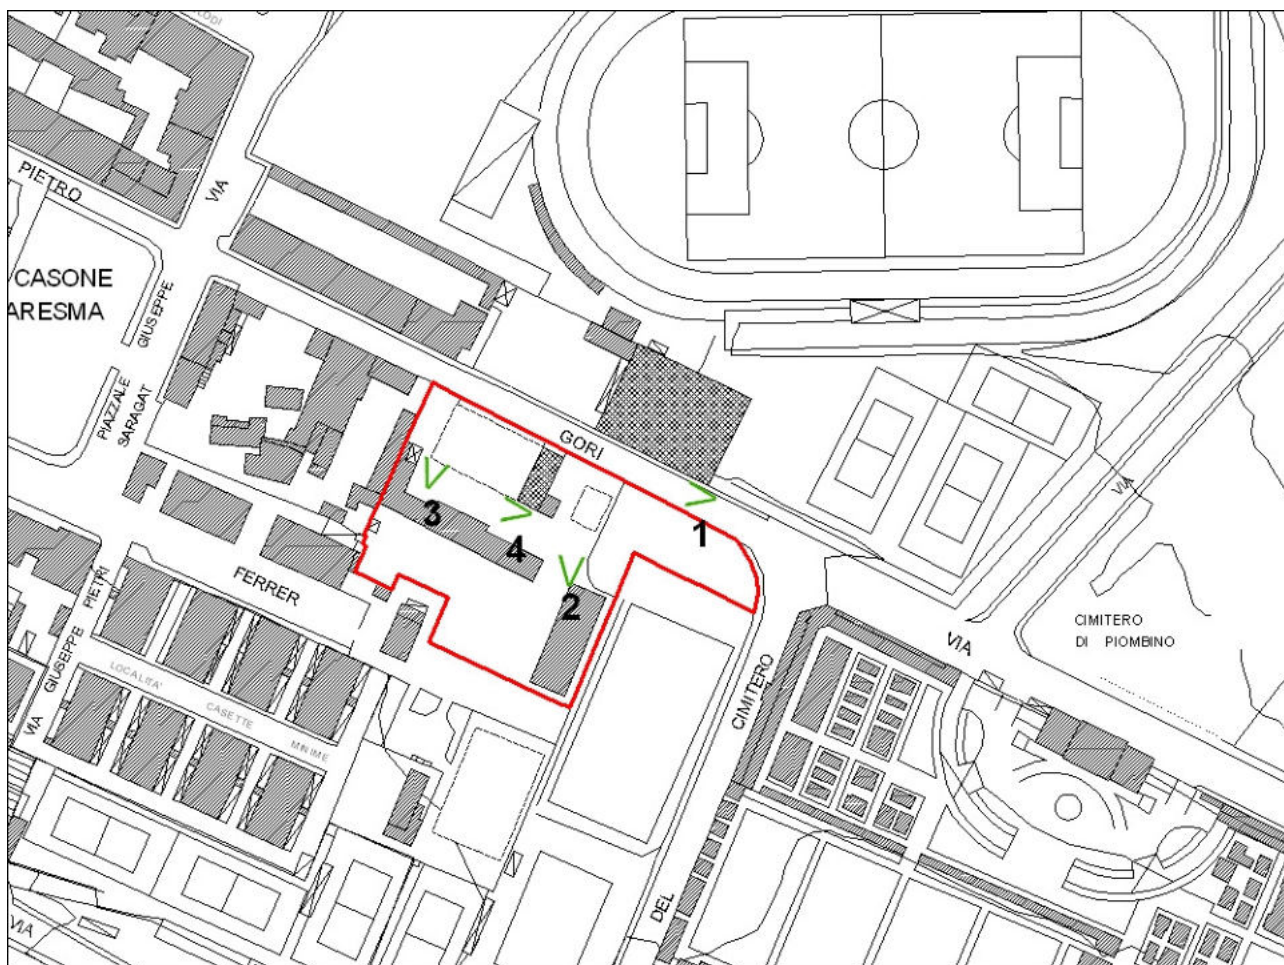 LODI
PIETRO
VIA
CASONE
ARESMA
GIUSEPPE
PIAZZALE
SARAGAT
GORI
VIA
1
3
4
2
FERRER
PIETRI
GIUSEPPE
VIA
LOCALITA'
CASETTE
MINIME
CIMITERO
DI PIOMBINO
VIA
CIMITERO
DEL
VIA